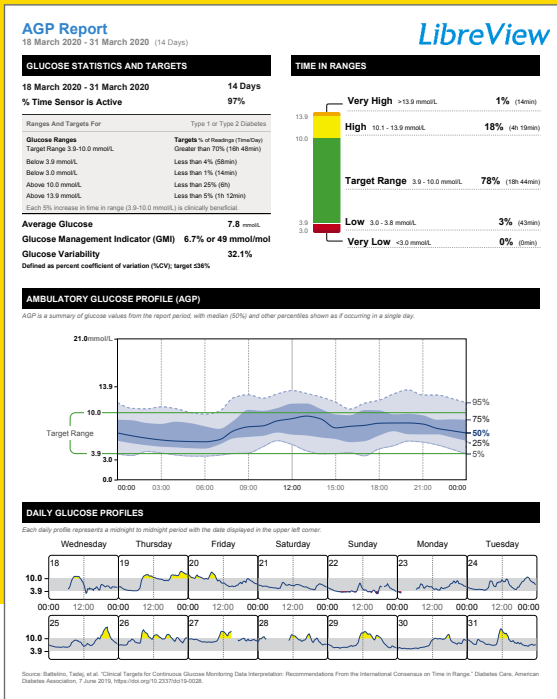 AGP Report
LibreView
18 March 2020 - 31 March 2020 (14 Days)
GLUCOSE STATISTICS AND TARGETS
18 March 2020 - 31 March 2020 14 Days
% Time Sensor is Active 97%
Ranges And Targets For Type 1 or Type 2 Diabetes
Glucose Ranges Targets % of Readings (Time/Day)
Target Range 3.9-10.0 mmol/L Greater than 70% (16h 48min)
Below 3.9 mmol/L Less than 4% (58min)
Below 3.0 mmol/L Less than 1% (14min)
Above 10.0 mmol/L Less than 25% (6h)
Above 13.9 mmol/L Less than 5% (1h 12min)
Each 5% increase in time in range (3.9-10.0 mmol/L) is clinically beneficial.
Average Glucose 7.8 mmol/L
Glucose Management Indicator (GMI) 6.7% or 49 mmol/mol
Glucose Variability 32.1%
Defined as percent coefficient of variation (%CV); target ≤36%
TIME IN RANGES
Very High >13.9 mmol/L 1% (14min)
13.9
High 10.1 - 13.9 mmol/L 18% (4h 19min)
10.0
Target Range 3.9 - 10.0 mmol/L 78% (18h 44min)
3.9
Low 3.0 - 3.8 mmol/L 3% (43min)
3.0
Very Low <3.0 mmol/L 0% (0min)
AMBULATORY GLUCOSE PROFILE (AGP)
AGP is a summary of glucose values from the report period, with median (50%) and other percentiles shown as if occurring in a single day.
21.0 mmol/L
13.9
95%
10.0
75%
Target Range
50%
25%
3.9
5%
3.0
0.0
00:00 03:00 06:00 09:00 12:00 15:00 18:00 21:00 00:00
DAILY GLUCOSE PROFILES
Each daily profile represents a midnight to midnight period with the date displayed in the upper left corner.
Wednesday Thursday Friday Saturday Sunday Monday Tuesday
18 19 20 21 22 23 24
10.0
3.9
00:00 12:00 00:00 12:00 00:00 12:00 00:00 12:00 00:00 12:00 00:00 12:00 00:00 12:00 00:00
25 26 27 28 29 30 31
10.0
3.9
Source: Battelino, Tadej, et al. "Clinical Targets for Continuous Glucose Monitoring Data Interpretation: Recommendations From the International Consensus on Time in Range." Diabetes Care, American
Diabetes Association, 7 June 2019, https://doi.org/10.2337/dci19-0028.